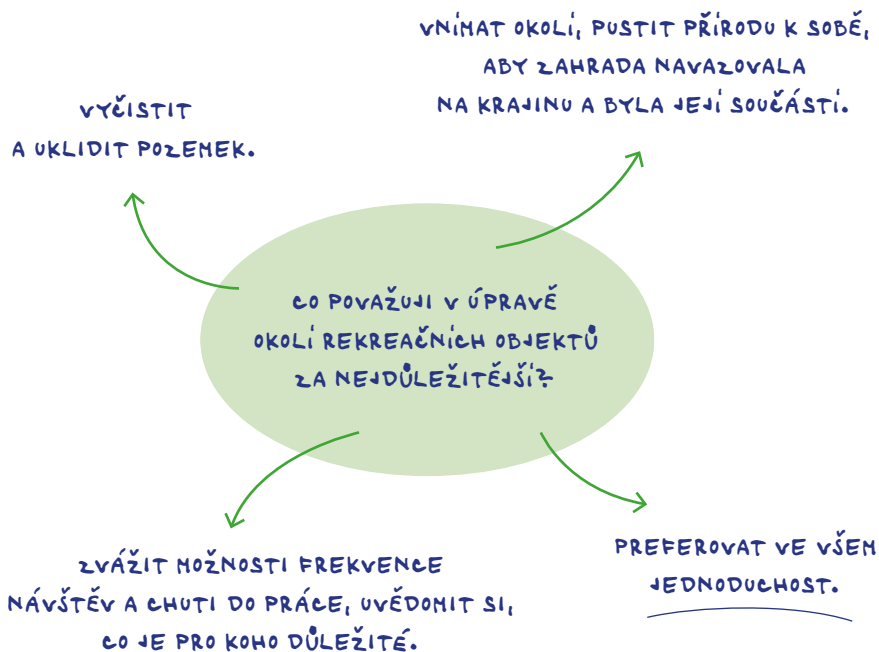 VNÍMAT OKOLÍ, PUSTIT PŘÍRODU K SOBĚ,
ABY ZAHRADA NAVAZOVALA
NA KRAJINU A BYLA JEJÍ SOUČÁSTÍ.
VYČISTIT
A UKLIDIT POZEMEK.
CO POVAŽUJI V ÚPRAVĚ
OKOLÍ REKREAČNÍCH OBJEKTŮ
ZA NEJDŮLEŽITĚJŠÍ?
ZVÁŽIT MOŽNOSTI FREKVENCE
NÁVŠTĚV A CHUTI DO PRÁCE, UVĚDOMIT SI,
CO JE PRO KOHO DŮLEŽITÉ.
PREFEROVAT VE VŠEM
JEDNODUCHOST.